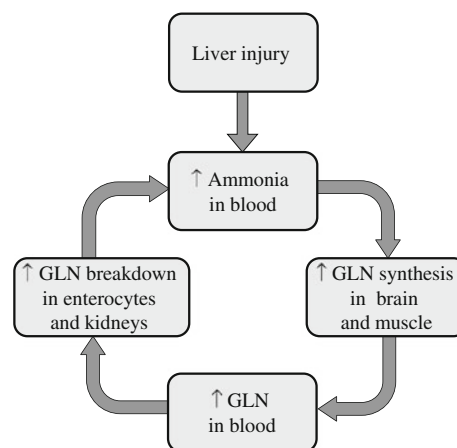 Liver injury
↑ Ammonia
in blood
↑ GLN synthesis
in brain
and muscle
↑ GLN
in blood
↑ GLN breakdown
in enterocytes
and kidneys